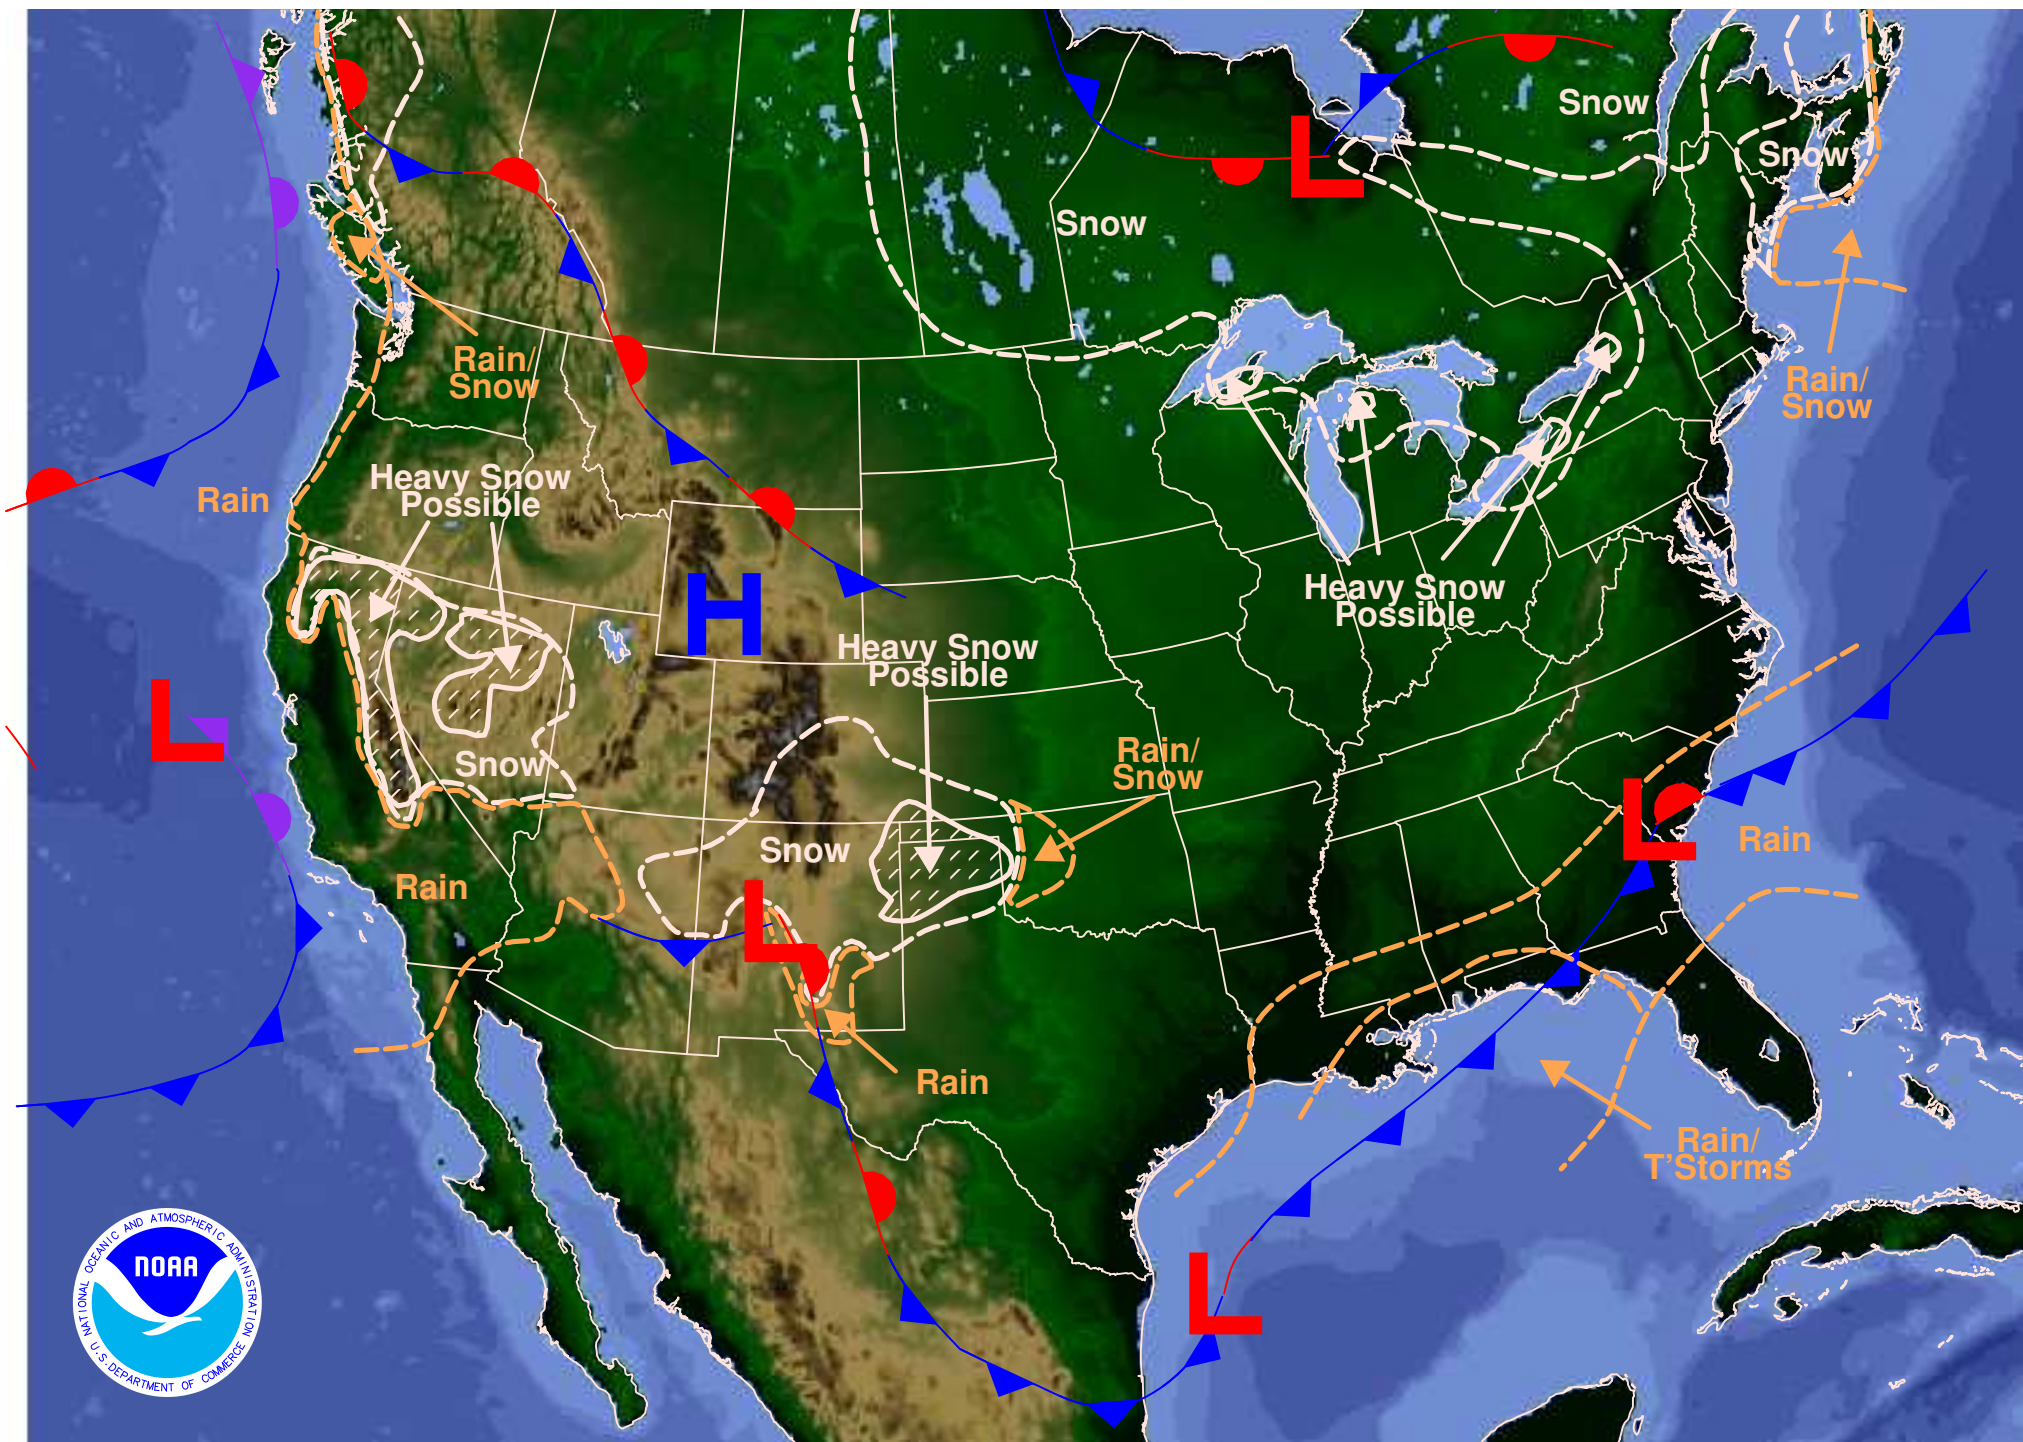 Snow
Snow
Snow
Rain/
Snow
Rain/
Snow
Heavy Snow
Possible
Rain
Heavy Snow
Possible
H
Heavy Snow
Possible
L
L
Snow
Rain/
Snow
L
Rain
Snow
Rain
L
Rain
Rain/
T'Storms
L
NATIONAL OCEANIC AND ATMOSPHERIC ADMINISTRATION
NOAA
U.S. DEPARTMENT OF COMMERCE